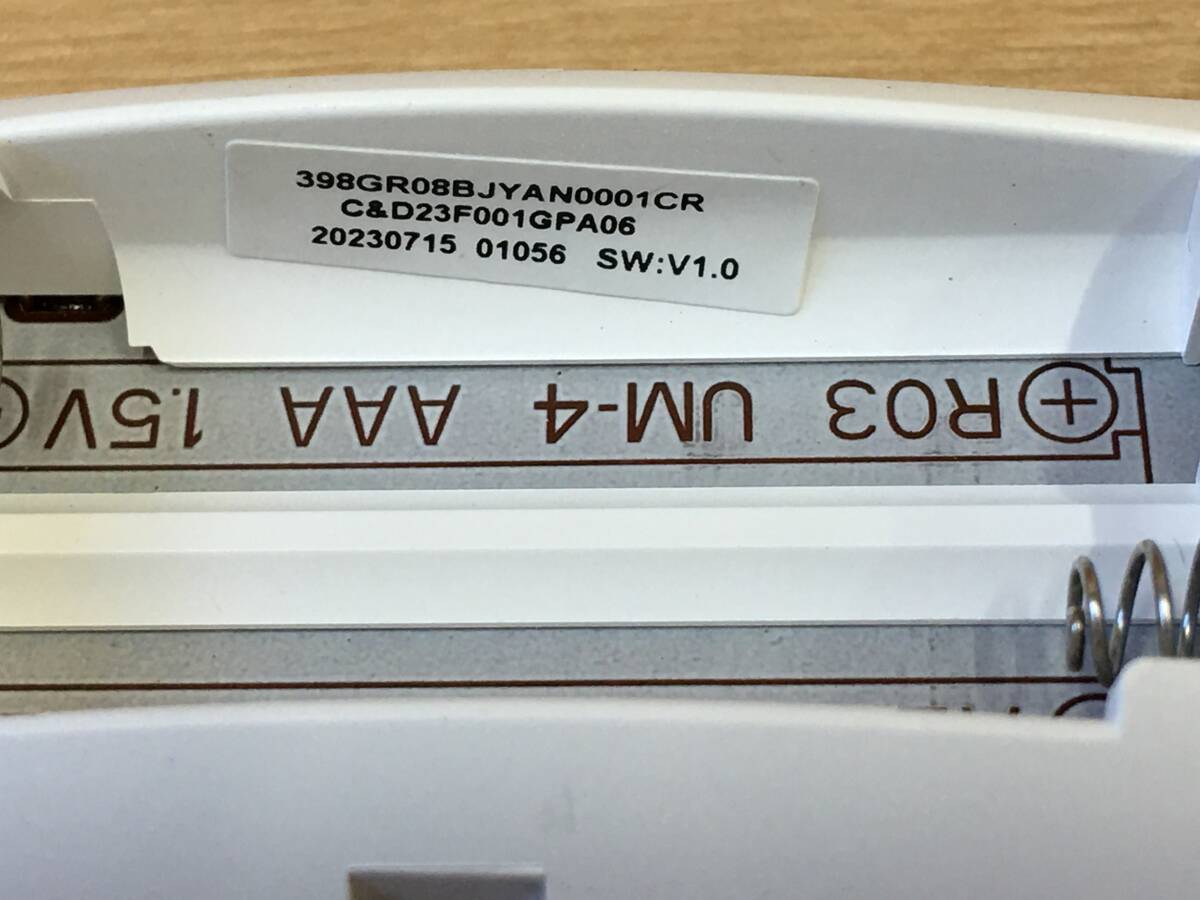 398GR08BJYAN0001CR
C&D23F001GPA06
20230715 01056 SW:V1.0
R03 UM-4 AAA 1.5V